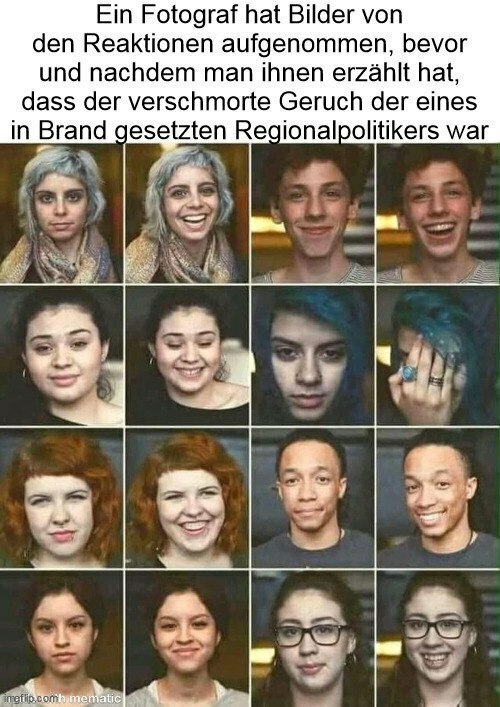 Ein Fotograf hat Bilder von
den Reaktionen aufgenommen, bevor
und nachdem man ihnen erzählt hat,
dass der verschmorte Geruch der eines
in Brand gesetzten Regionalpolitikers war
imgflip.com
mematic